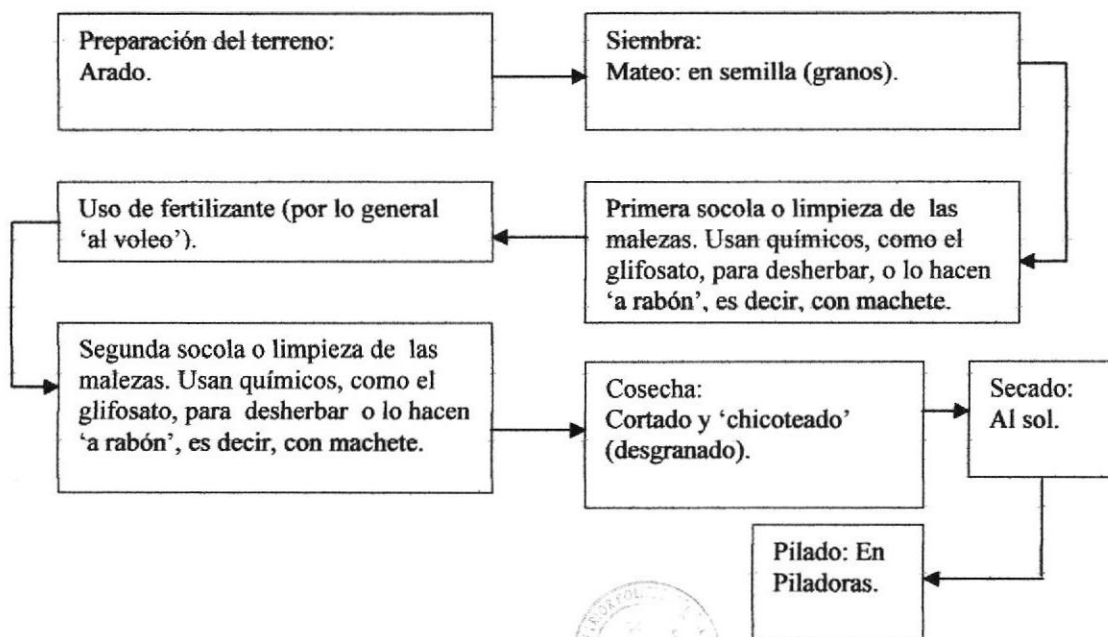 Preparación del terreno:
Arado.
Siembra:
Mateo: en semilla (granos).
Primera socola o limpieza de las
malezas. Usan químicos, como el
glifosato, para desherbar, o lo hacen
‘a rabón’, es decir, con machete.
Uso de fertilizante (por lo general
‘al voleo’).
Segunda socola o limpieza de las
malezas. Usan químicos, como el
glifosato, para desherbar o lo hacen
‘a rabón’, es decir, con machete.
Cosecha:
Cortado y ‘chicoteado’
(desgranado).
Secado:
Al sol.
Pilado: En
Piladoras.